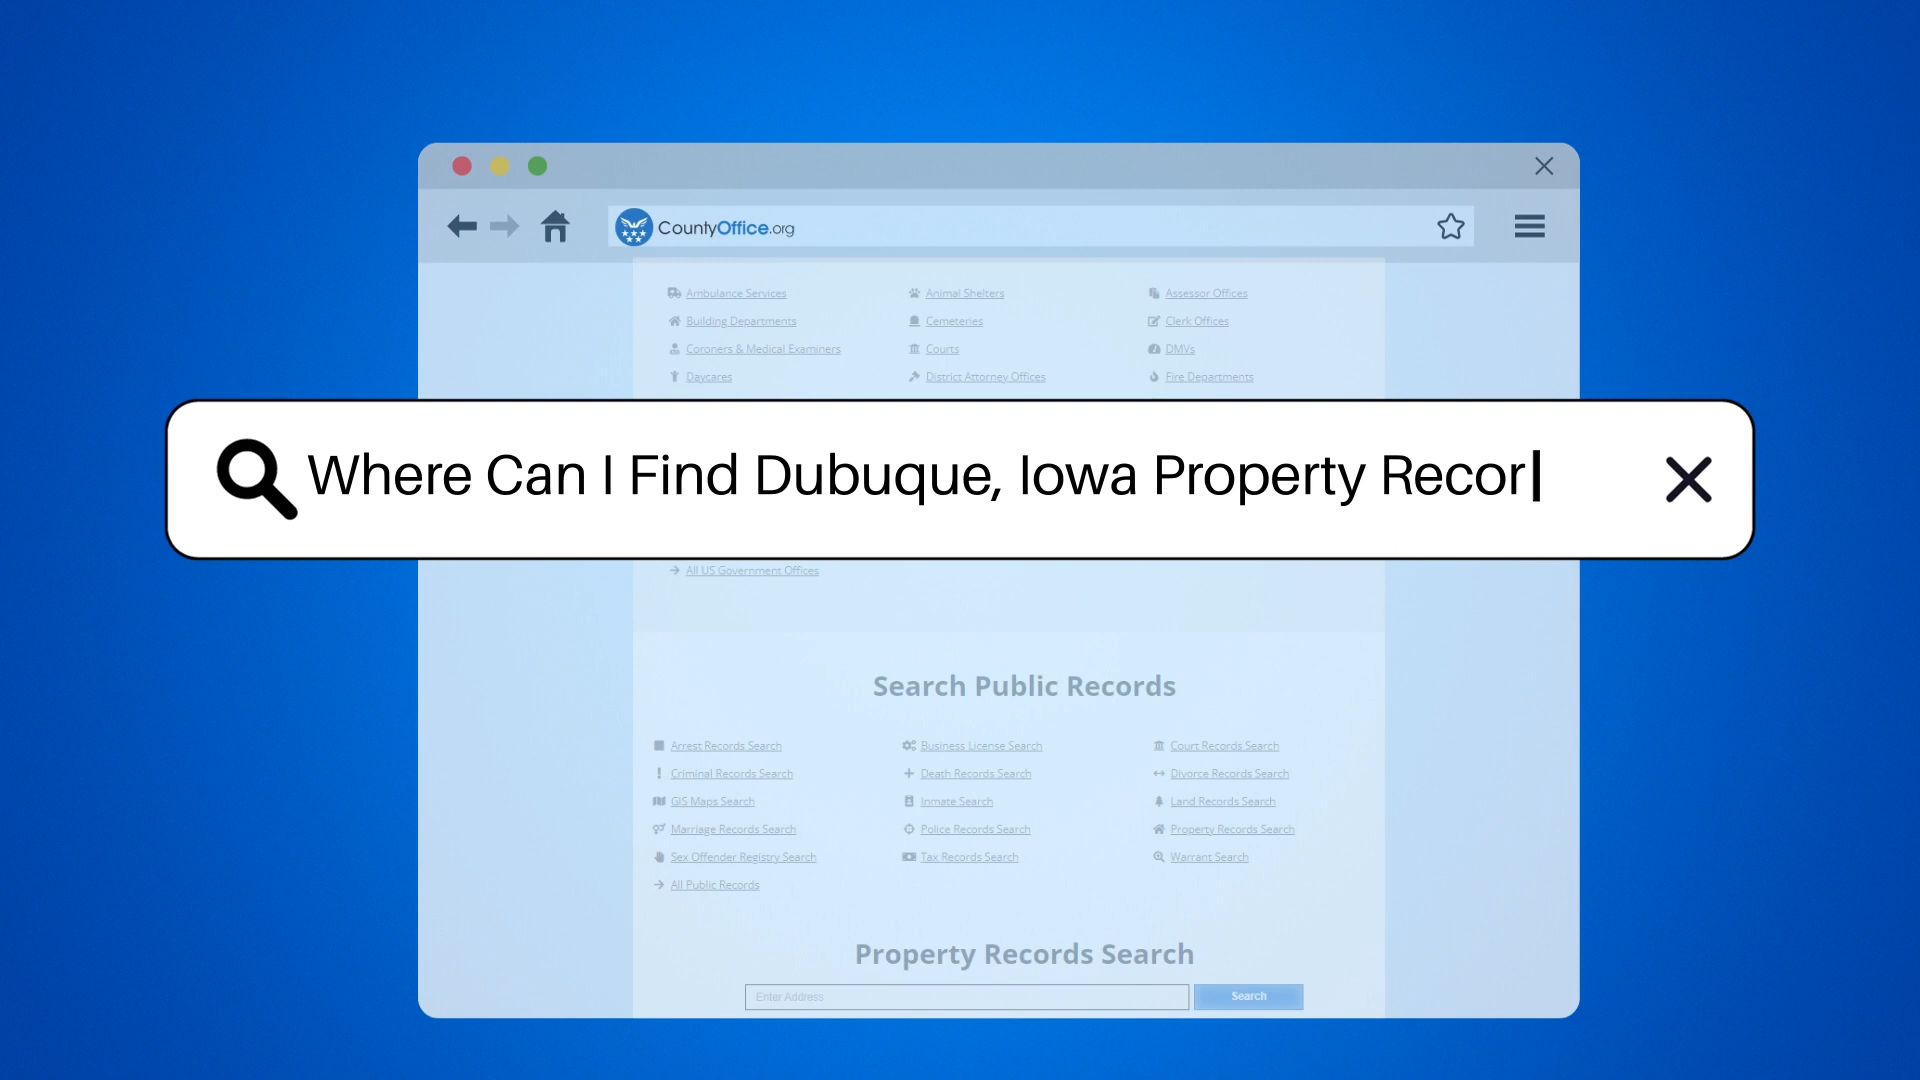 CountyOffice.org
Ambulance Services Animal Shelters Assessor Offices
Building Departments Cemeteries Clerk Offices
Coroners & Medical Examiners Courts DMVs
Daycares District Attorney Offices Fire Departments
Where Can I Find Dubuque, Iowa Property Recor
All US Government Offices
Search Public Records
Arrest Records Search Business License Search Court Records Search
Criminal Records Search Death Records Search Divorce Records Search
GIS Maps Search Inmate Search Land Records Search
Marriage Records Search Police Records Search Property Records Search
Sex Offender Registry Search Tax Records Search Warrant Search
All Public Records
Property Records Search
Enter Address Search